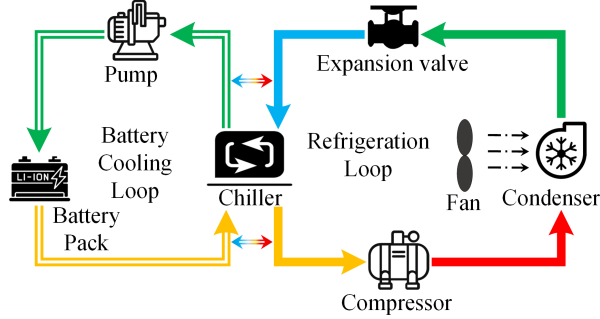 Pump
Expansion valve
Battery
Cooling
Loop
Refrigeration
Loop
LI-ION
Chiller
Fan
Condenser
Battery
Pack
Compressor